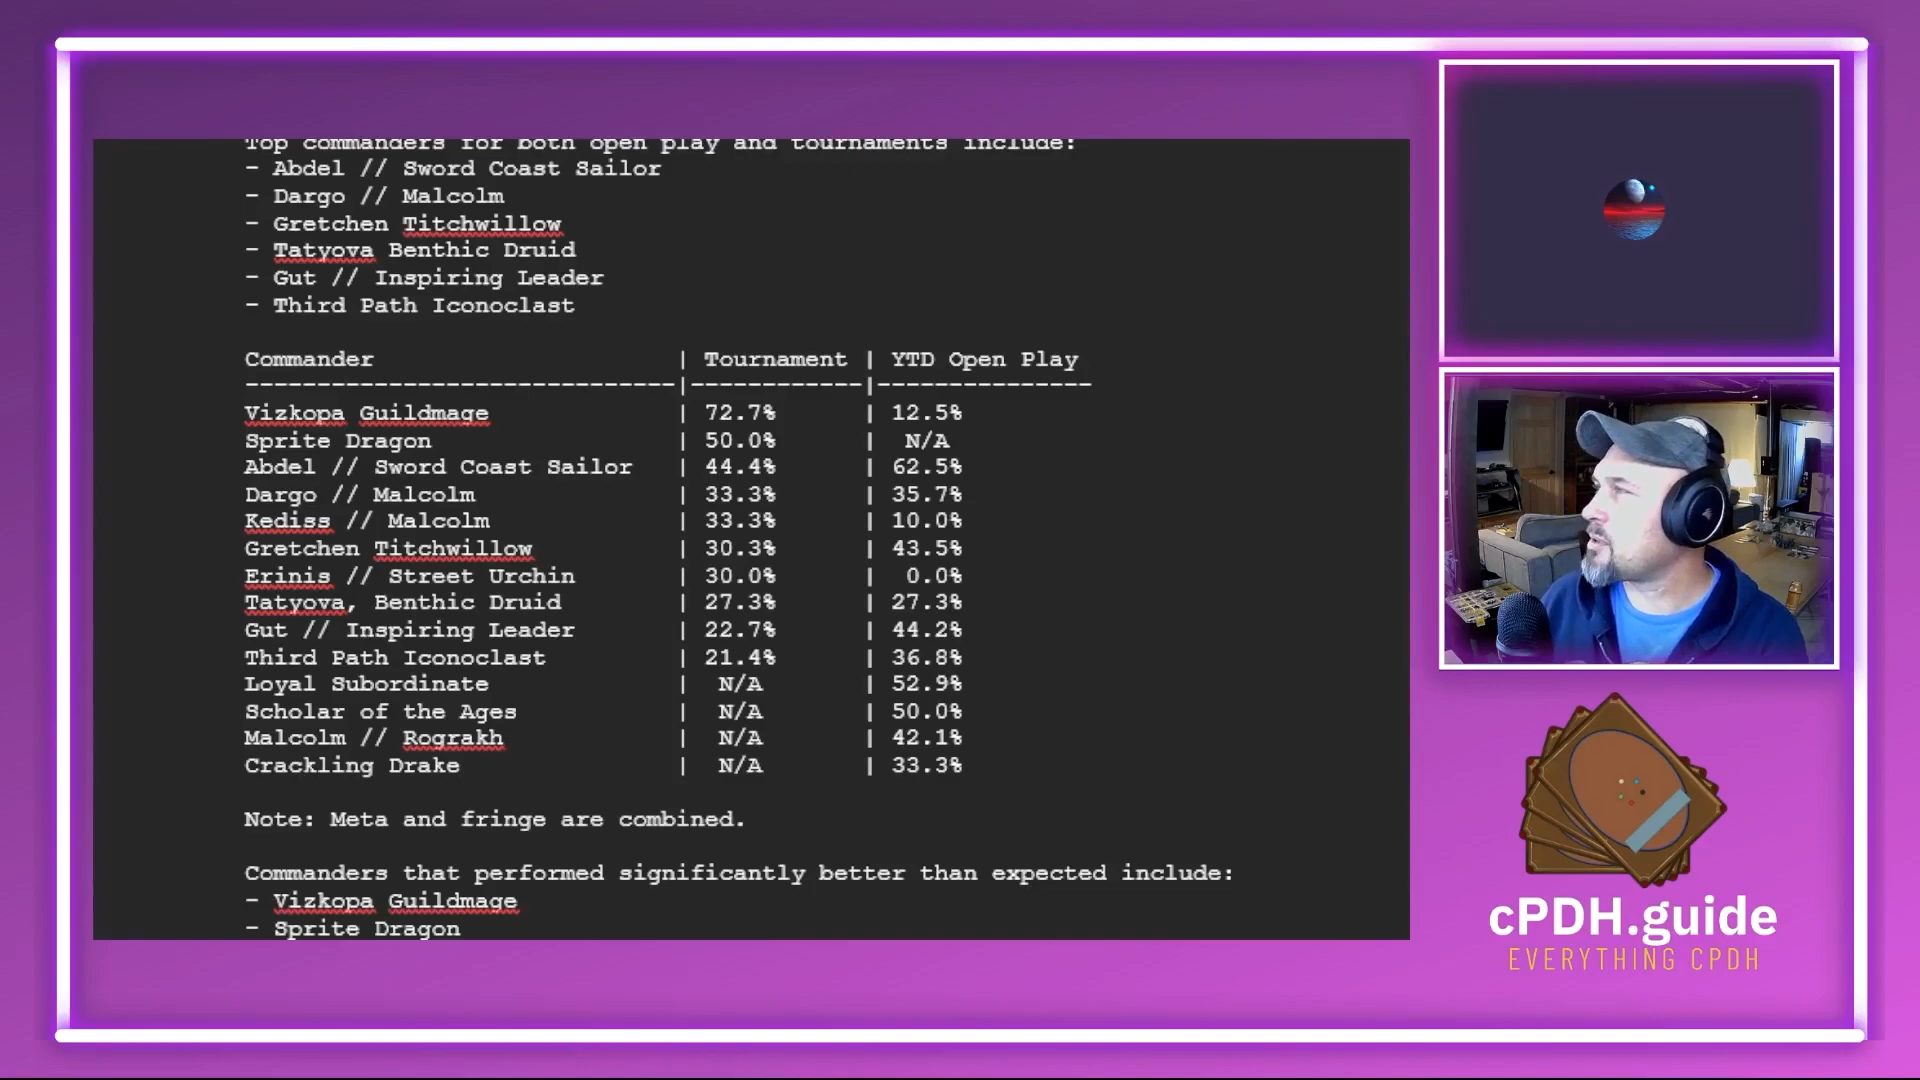 Top commanders for both open play and tournaments include:
- Abdel // Sword Coast Sailor
- Dargo // Malcolm
- Gretchen Titchwillow
- Tatyova Benthic Druid
- Gut // Inspiring Leader
- Third Path Iconoclast
Commander | Tournament | YTD Open Play
------------------------------|------------|---------------
Vizkopa Guildmage | 72.7% | 12.5%
Sprite Dragon | 50.0% | N/A
Abdel // Sword Coast Sailor | 44.4% | 62.5%
Dargo // Malcolm | 33.3% | 35.7%
Kediss // Malcolm | 33.3% | 10.0%
Gretchen Titchwillow | 30.3% | 43.5%
Erinis // Street Urchin | 30.0% | 0.0%
Tatyova, Benthic Druid | 27.3% | 27.3%
Gut // Inspiring Leader | 22.7% | 44.2%
Third Path Iconoclast | 21.4% | 36.8%
Loyal Subordinate | N/A | 52.9%
Scholar of the Ages | N/A | 50.0%
Malcolm // Rograkh | N/A | 42.1%
Crackling Drake | N/A | 33.3%
Note: Meta and fringe are combined.
Commanders that performed significantly better than expected include:
- Vizkopa Guildmage
- Sprite Dragon
cPDH.guide
EVERYTHING CPDH